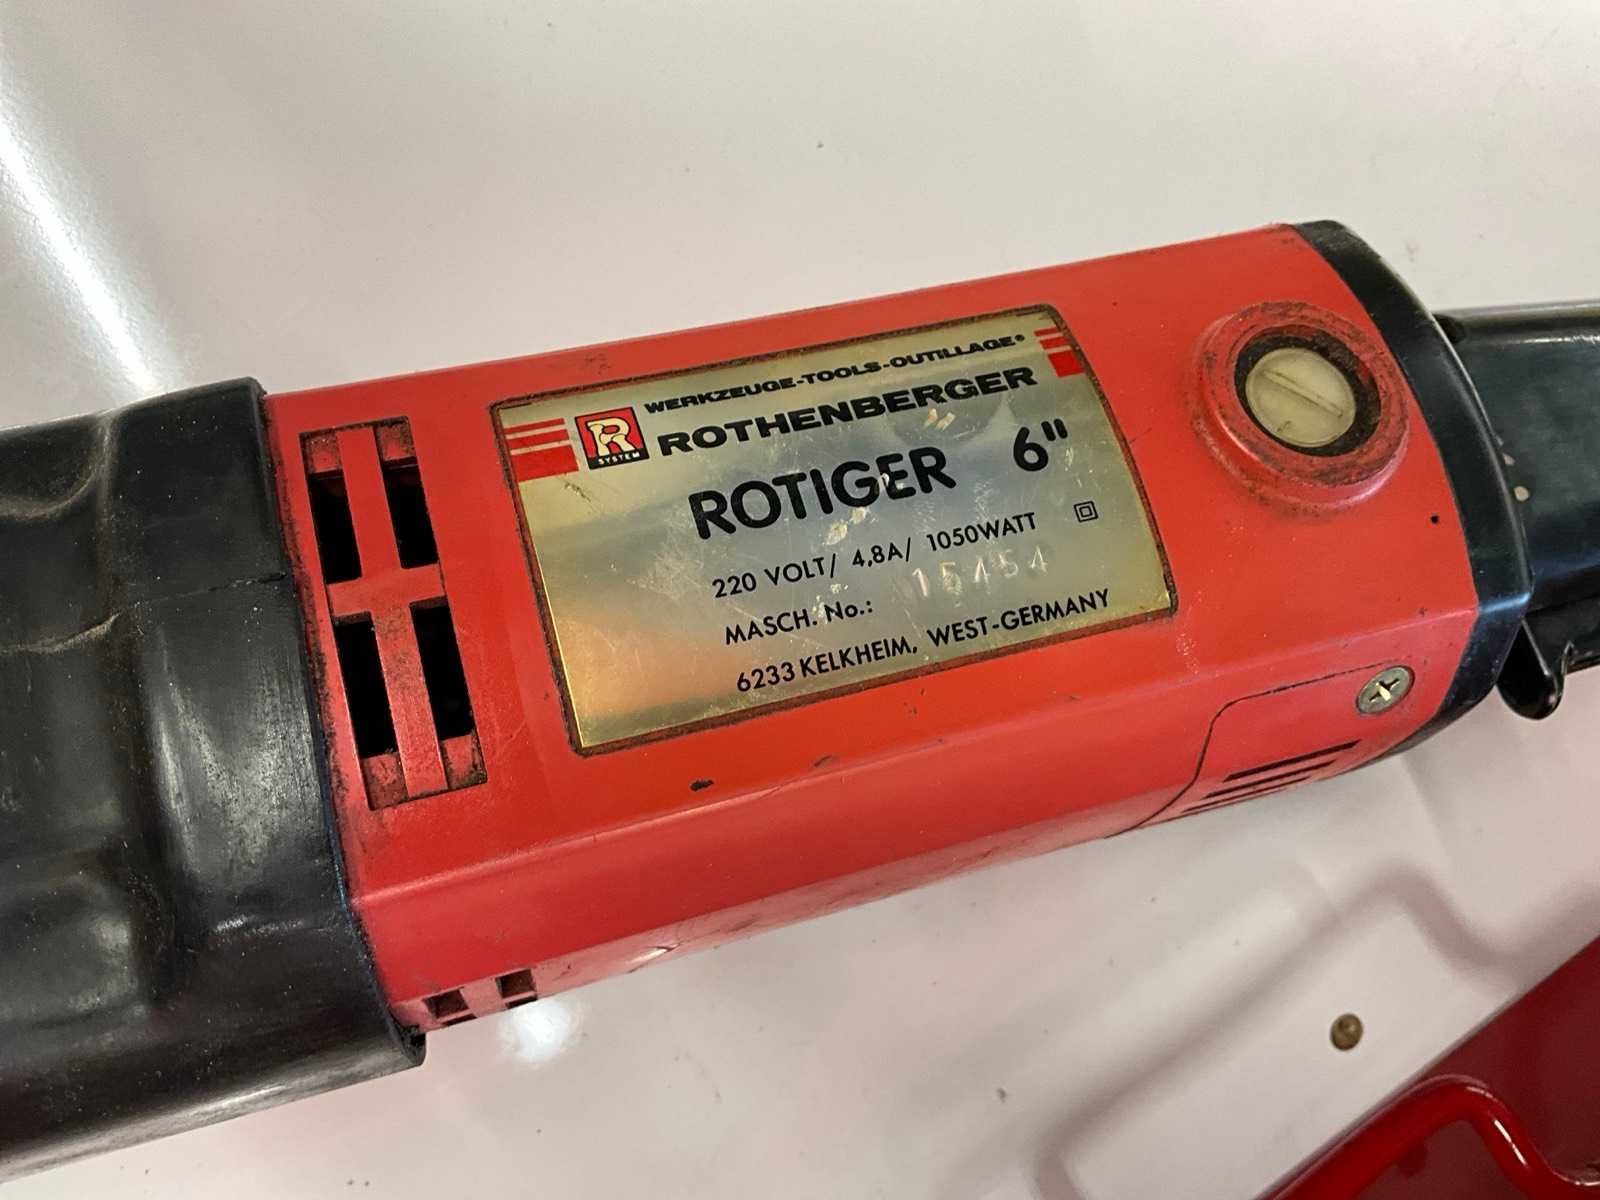 WERKZEUGE-TOOLS-OUTILLAGE®
R SYSTEM
ROTHENBERGER
ROTIGER 6"
220 VOLT/ 4,8A/ 1050WATT
MASCH. No.: 15454
6233 KELKHEIM, WEST-GERMANY